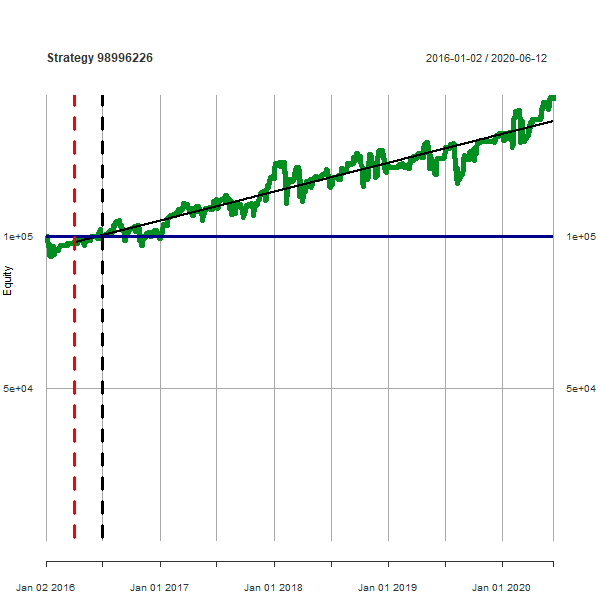 Strategy 98996226
2016-01-02 / 2020-06-12
1e+05
1e+05
Equity
5e+04
5e+04
Jan 02 2016
Jan 01 2017
Jan 01 2018
Jan 01 2019
Jan 01 2020